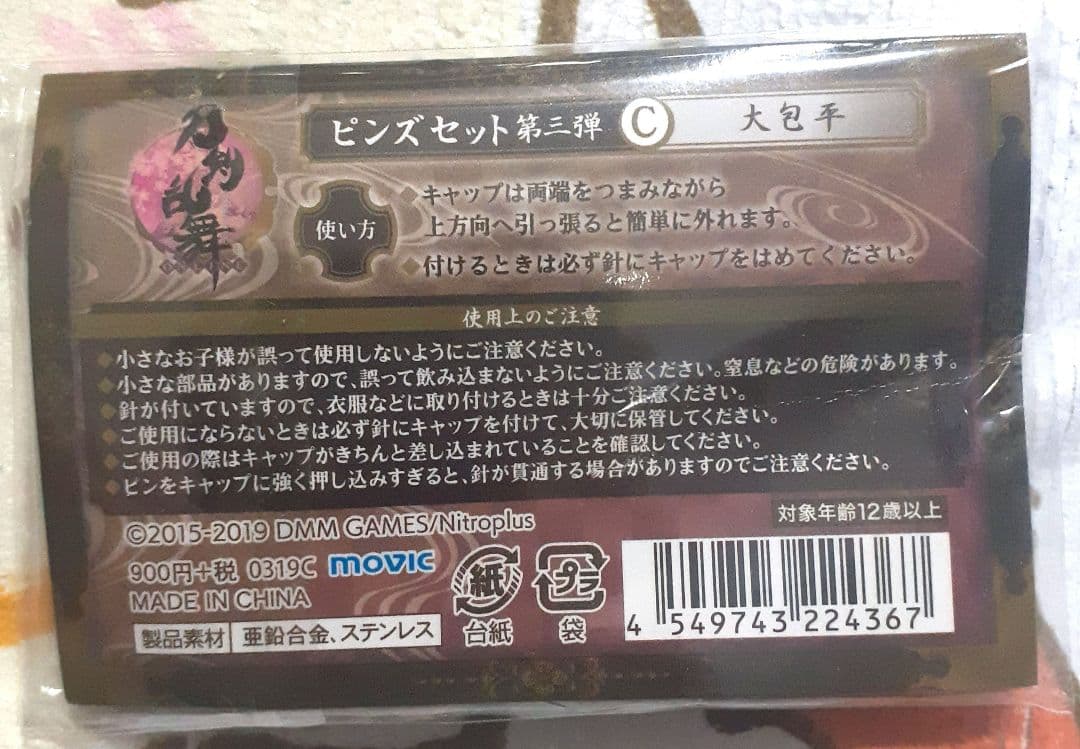 刀剣乱舞
ピンズセット第三弾 C 大包平
使い方
◆キャップは両端をつまみながら
上方向へ引っ張ると簡単に外れます。
◆付けるときは必ず針にキャップをはめてください。
使用上のご注意
◆小さなお子様が誤って使用しないようにご注意ください。
◆小さな部品がありますので、誤って飲み込まないようにご注意ください。窒息などの危険があります。
◆針が付いていますので、衣服などに取り付けるときは十分ご注意ください。
◆ご使用にならないときは必ず針にキャップを付けて、大切に保管してください。
◆ご使用の際はキャップがきちんと差し込まれていることを確認してください。
◆ピンをキャップに強く押し込みすぎると、針が貫通する場合がありますのでご注意ください。
対象年齢12歳以上
©2015-2019 DMM GAMES/Nitroplus
900円+税 0319C movic
MADE IN CHINA
製品素材 亜鉛合金、ステンレス
紙
台紙
プラ
袋
4 549743 224367